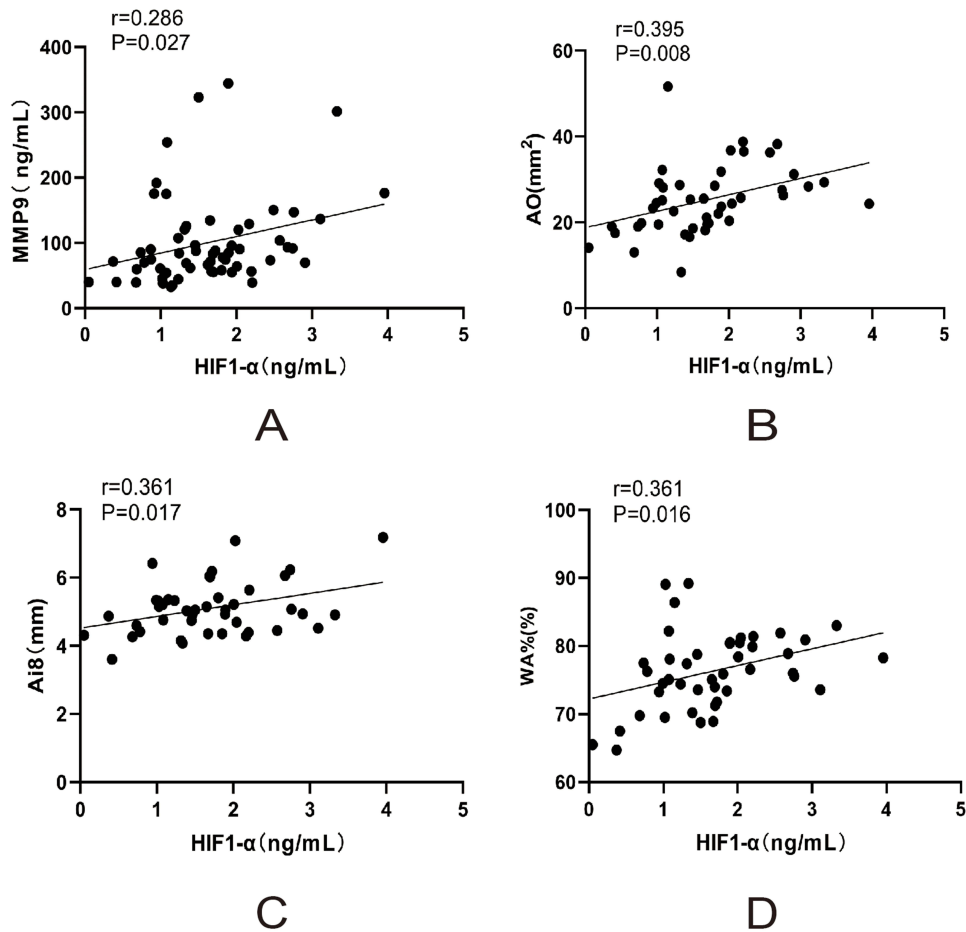 r=0.286
P=0.027
MMP9( ng/mL)
400
300
200
100
0
0 1 2 3 4 5
HIF1-α(ng/mL)
A
r=0.395
P=0.008
AO(mm²)
60
40
20
0
0 1 2 3 4 5
HIF1-α(ng/mL)
B
r=0.361
P=0.017
Ai8(mm)
8
6
4
2
0
0 1 2 3 4 5
HIF1-α(ng/mL)
C
r=0.361
P=0.016
WA%(%)
100
90
80
70
60
0 1 2 3 4 5
HIF1-α(ng/mL)
D